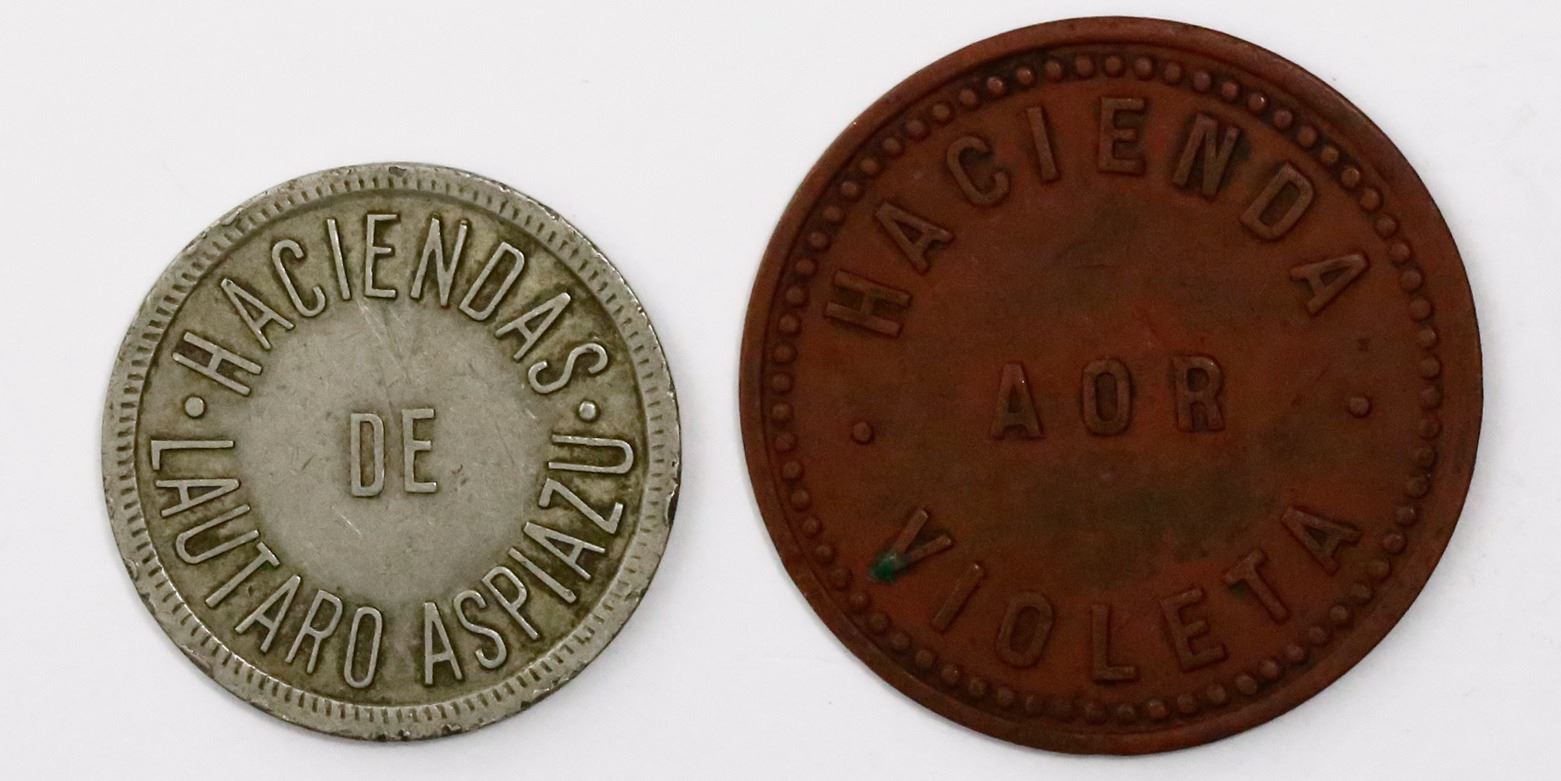 HACIENDAS
DE
LAUTARO ASPIAZU
HACIENDA
AOR
VIOLETA